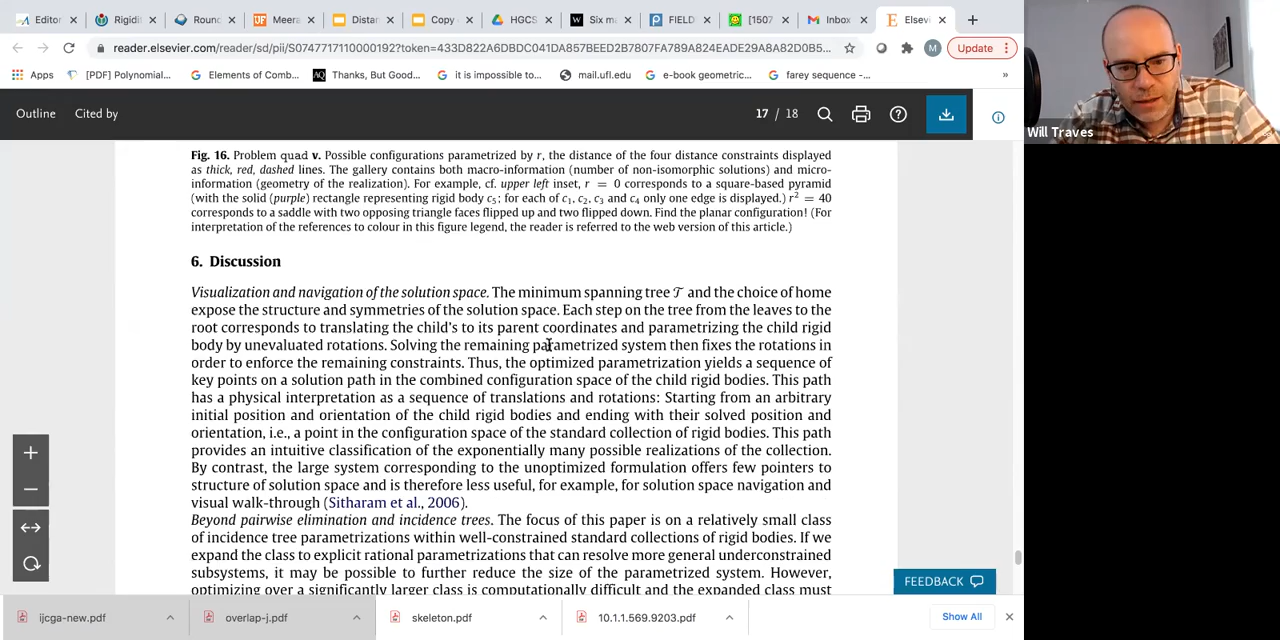 Editor
Rigidi
Roun
Meera
Distan
Copy
HGCS
Six m
FIELD
[1507
Inbox
Elsevi
reader.elsevier.com/reader/sd/pii/S0747717110000192?token=433D822A6DBDC041DA857BEED2B7807FA789A824EADE29A8A82D0B5...
M
Update
Apps
[PDF] Polynomial...
Elements of Comb...
Thanks, But Good...
it is impossible to...
mail.ufl.edu
e-book geometric...
farey sequence -...
»
Outline
Cited by
17 / 18
Will Traves
Fig. 16. Problem quad v. Possible configurations parametrized by r, the distance of the four distance constraints displayed
as thick, red, dashed lines. The gallery contains both macro-information (number of non-isomorphic solutions) and micro-
information (geometry of the realization). For example, cf. upper left inset, r = 0 corresponds to a square-based pyramid
(with the solid (purple) rectangle representing rigid body c₅; for each of c₁, c₂, c₃ and c₄ only one edge is displayed.) r² = 40
corresponds to a saddle with two opposing triangle faces flipped up and two flipped down. Find the planar configuration! (For
interpretation of the references to colour in this figure legend, the reader is referred to the web version of this article.)
6. Discussion
Visualization and navigation of the solution space. The minimum spanning tree 𝒯 and the choice of home
expose the structure and symmetries of the solution space. Each step on the tree from the leaves to the
root corresponds to translating the child's to its parent coordinates and parametrizing the child rigid
body by unevaluated rotations. Solving the remaining parametrized system then fixes the rotations in
order to enforce the remaining constraints. Thus, the optimized parametrization yields a sequence of
key points on a solution path in the combined configuration space of the child rigid bodies. This path
has a physical interpretation as a sequence of translations and rotations: Starting from an arbitrary
initial position and orientation of the child rigid bodies and ending with their solved position and
orientation, i.e., a point in the configuration space of the standard collection of rigid bodies. This path
provides an intuitive classification of the exponentially many possible realizations of the collection.
By contrast, the large system corresponding to the unoptimized formulation offers few pointers to
structure of solution space and is therefore less useful, for example, for solution space navigation and
visual walk-through (Sitharam et al., 2006).
Beyond pairwise elimination and incidence trees. The focus of this paper is on a relatively small class
of incidence tree parametrizations within well-constrained standard collections of rigid bodies. If we
expand the class to explicit rational parametrizations that can resolve more general underconstrained
subsystems, it may be possible to further reduce the size of the parametrized system. However,
optimizing over a significantly larger class is computationally difficult and the expanded class must
FEEDBACK
ijcga-new.pdf
overlap-j.pdf
skeleton.pdf
10.1.1.569.9203.pdf
Show All